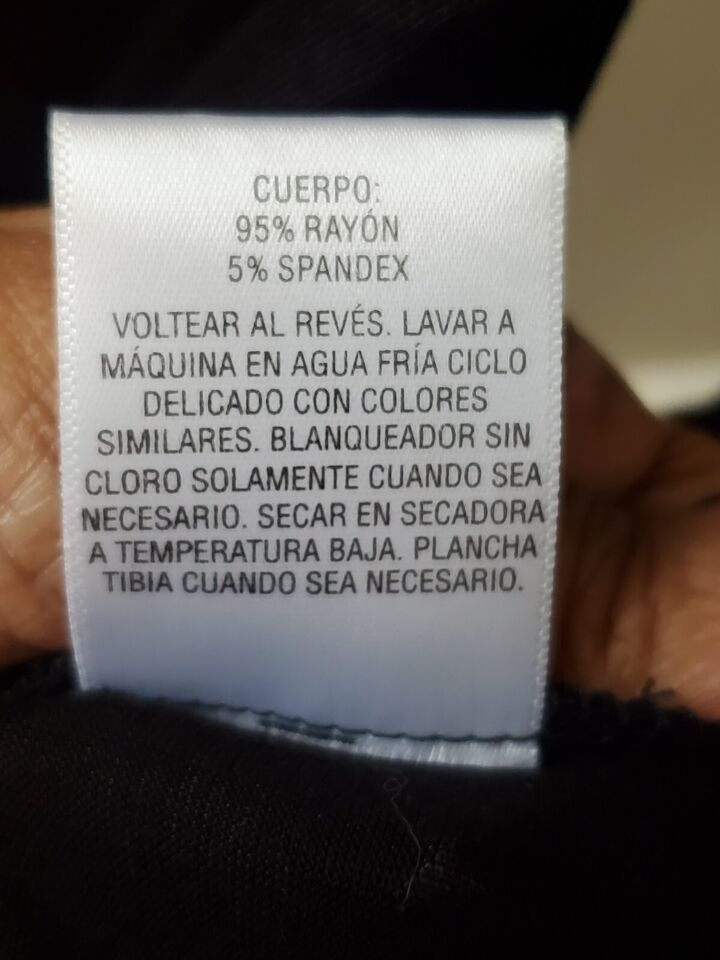 CUERPO:
95% RAYÓN
5% SPANDEX
VOLTEAR AL REVÉS. LAVAR A
MÁQUINA EN AGUA FRÍA CICLO
DELICADO CON COLORES
SIMILARES. BLANQUEADOR SIN
CLORO SOLAMENTE CUANDO SEA
NECESARIO. SECAR EN SECADORA
A TEMPERATURA BAJA. PLANCHA
TIBIA CUANDO SEA NECESARIO.